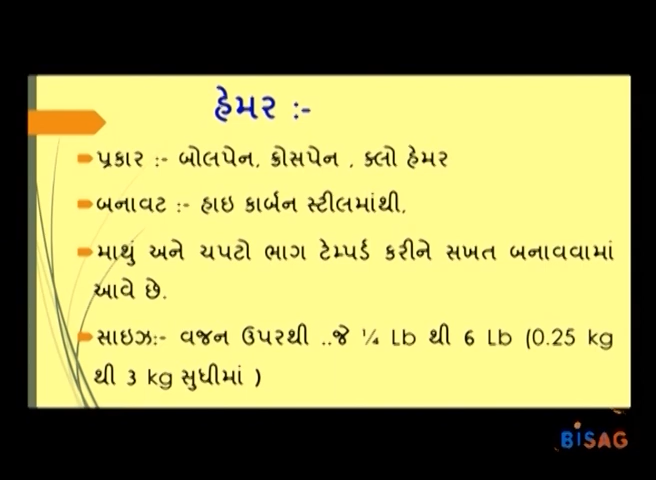 હેમર :-
પ્રકાર :- બોલપેન, ક્રોસપેન , ક્લો હેમર
બનાવટ :- હાઇ કાર્બન સ્ટીલમાંથી.
માથું અને ચપટો ભાગ ટેમ્પર્ડ કરીને સખત બનાવવામાં
આવે છે.
સાઇઝ:- વજન ઉપરથી ..જે ¼ Lb થી 6 Lb (0.25 kg
થી 3 kg સુધીમાં )
BISAG